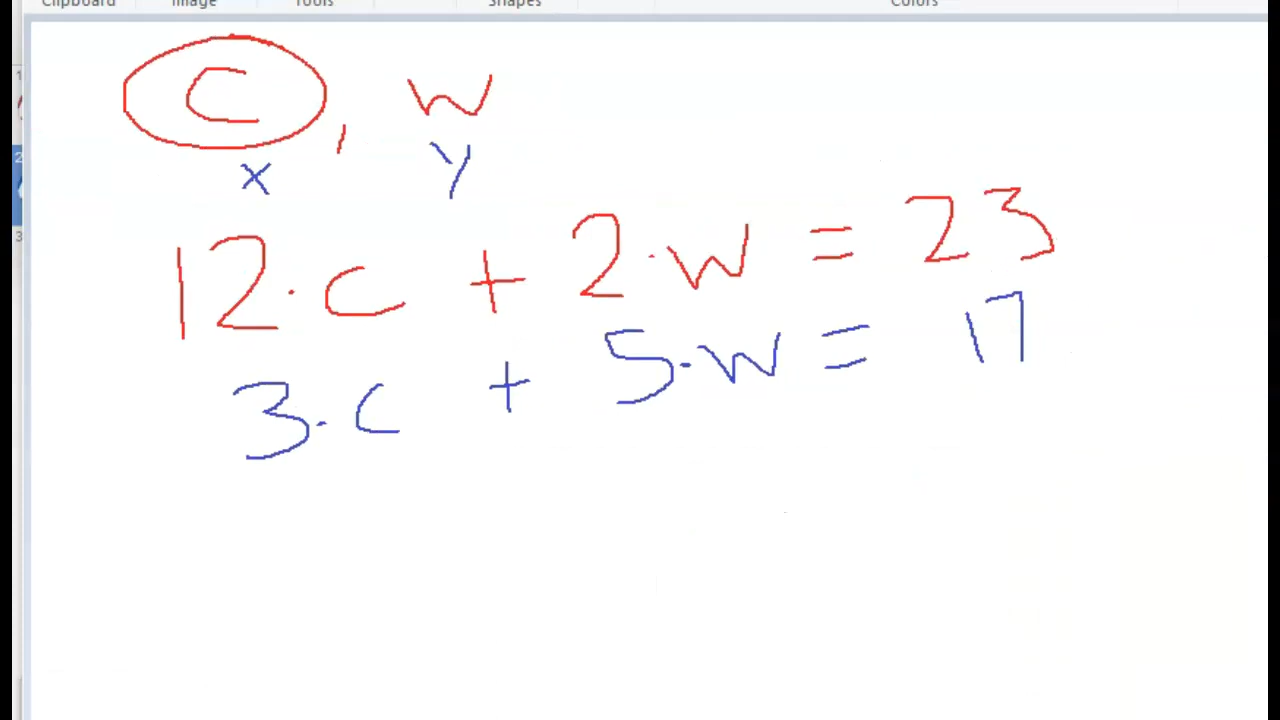 Clipboard Image Tools Shapes Colors
C, w
x y
12·c + 2·w = 23
3·c + 5·w = 17